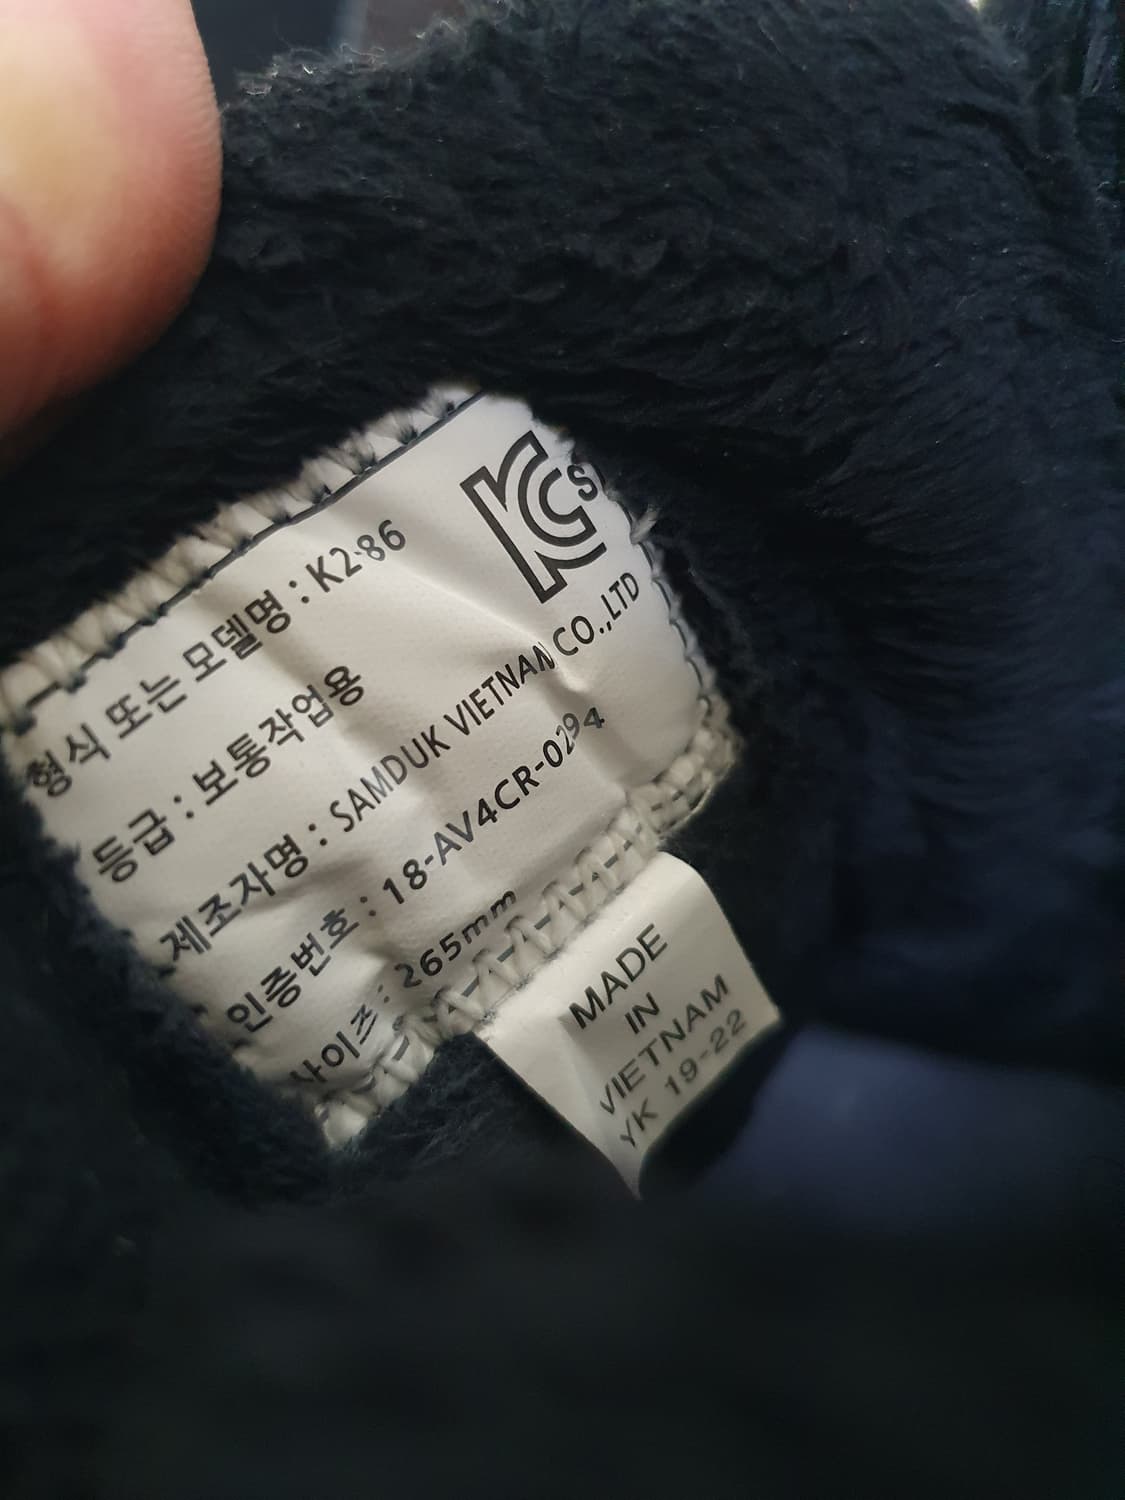 KCs
형식 또는 모델명 : K2-86
등급 : 보통작업용
제조자명 : SAMDUK VIETNAN CO.,LTD
인증번호 : 18-AV4CR-0294
사이즈 : 265mm
MADE
IN
VIETNAM
YK 19-22